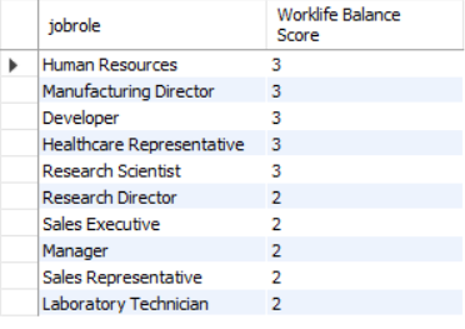 jobrole Worklife Balance
Score
Human Resources 3
Manufacturing Director 3
Developer 3
Healthcare Representative 3
Research Scientist 3
Research Director 2
Sales Executive 2
Manager 2
Sales Representative 2
Laboratory Technician 2